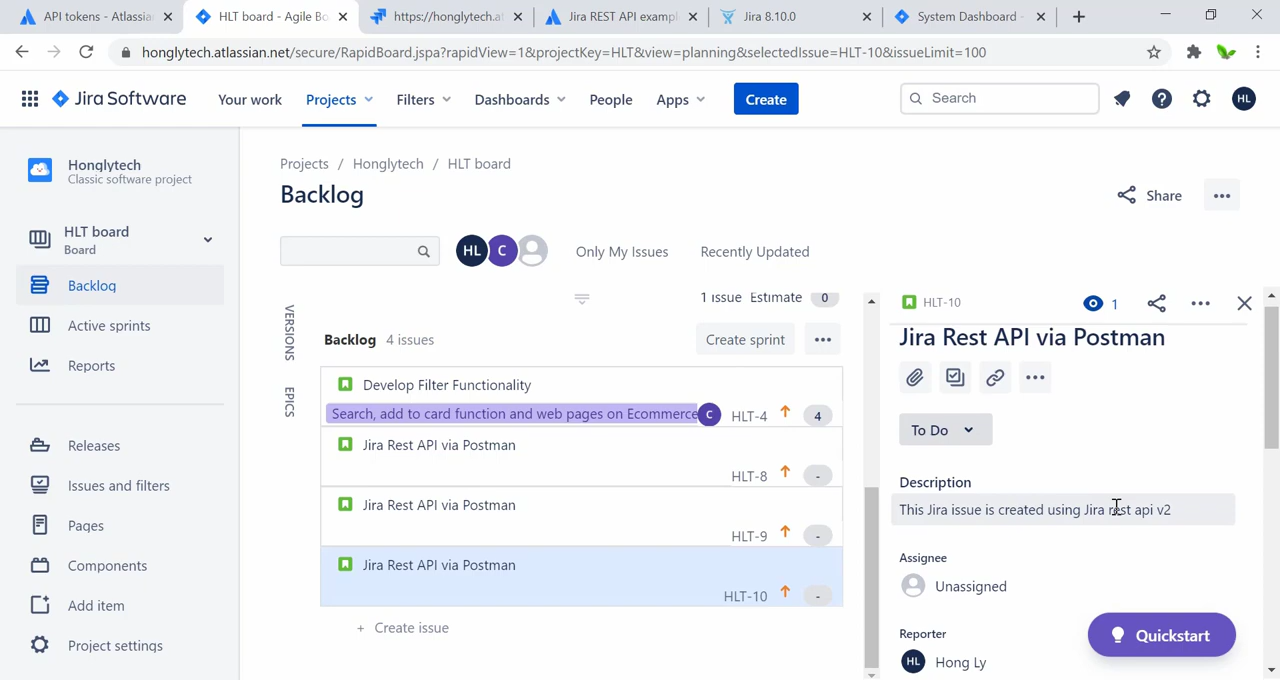 API tokens - Atlassia
HLT board - Agile Bo
https://honglytech.at
Jira REST API exampl
Jira 8.10.0
System Dashboard -
honglytech.atlassian.net/secure/RapidBoard.jspa?rapidView=1&projectKey=HLT&view=planning&selectedIssue=HLT-10&issueLimit=100
Jira Software
Your work
Projects
Filters
Dashboards
People
Apps
Create
Search
HL
Honglytech
Classic software project
HLT board
Board
Backlog
Active sprints
Reports
Releases
Issues and filters
Pages
Components
Add item
Project settings
Projects / Honglytech / HLT board
Backlog
Share
HL C
Only My Issues
Recently Updated
VERSIONS
EPICS
1 issue Estimate 0
Backlog 4 issues
Create sprint
Develop Filter Functionality
Search, add to card function and web pages on Ecommerce C HLT-4 4
Jira Rest API via Postman
HLT-8 -
Jira Rest API via Postman
HLT-9 -
Jira Rest API via Postman
HLT-10 -
+ Create issue
HLT-10
1
Jira Rest API via Postman
To Do
Description
This Jira issue is created using Jira rest api v2
Assignee
Unassigned
Reporter
HL Hong Ly
Quickstart